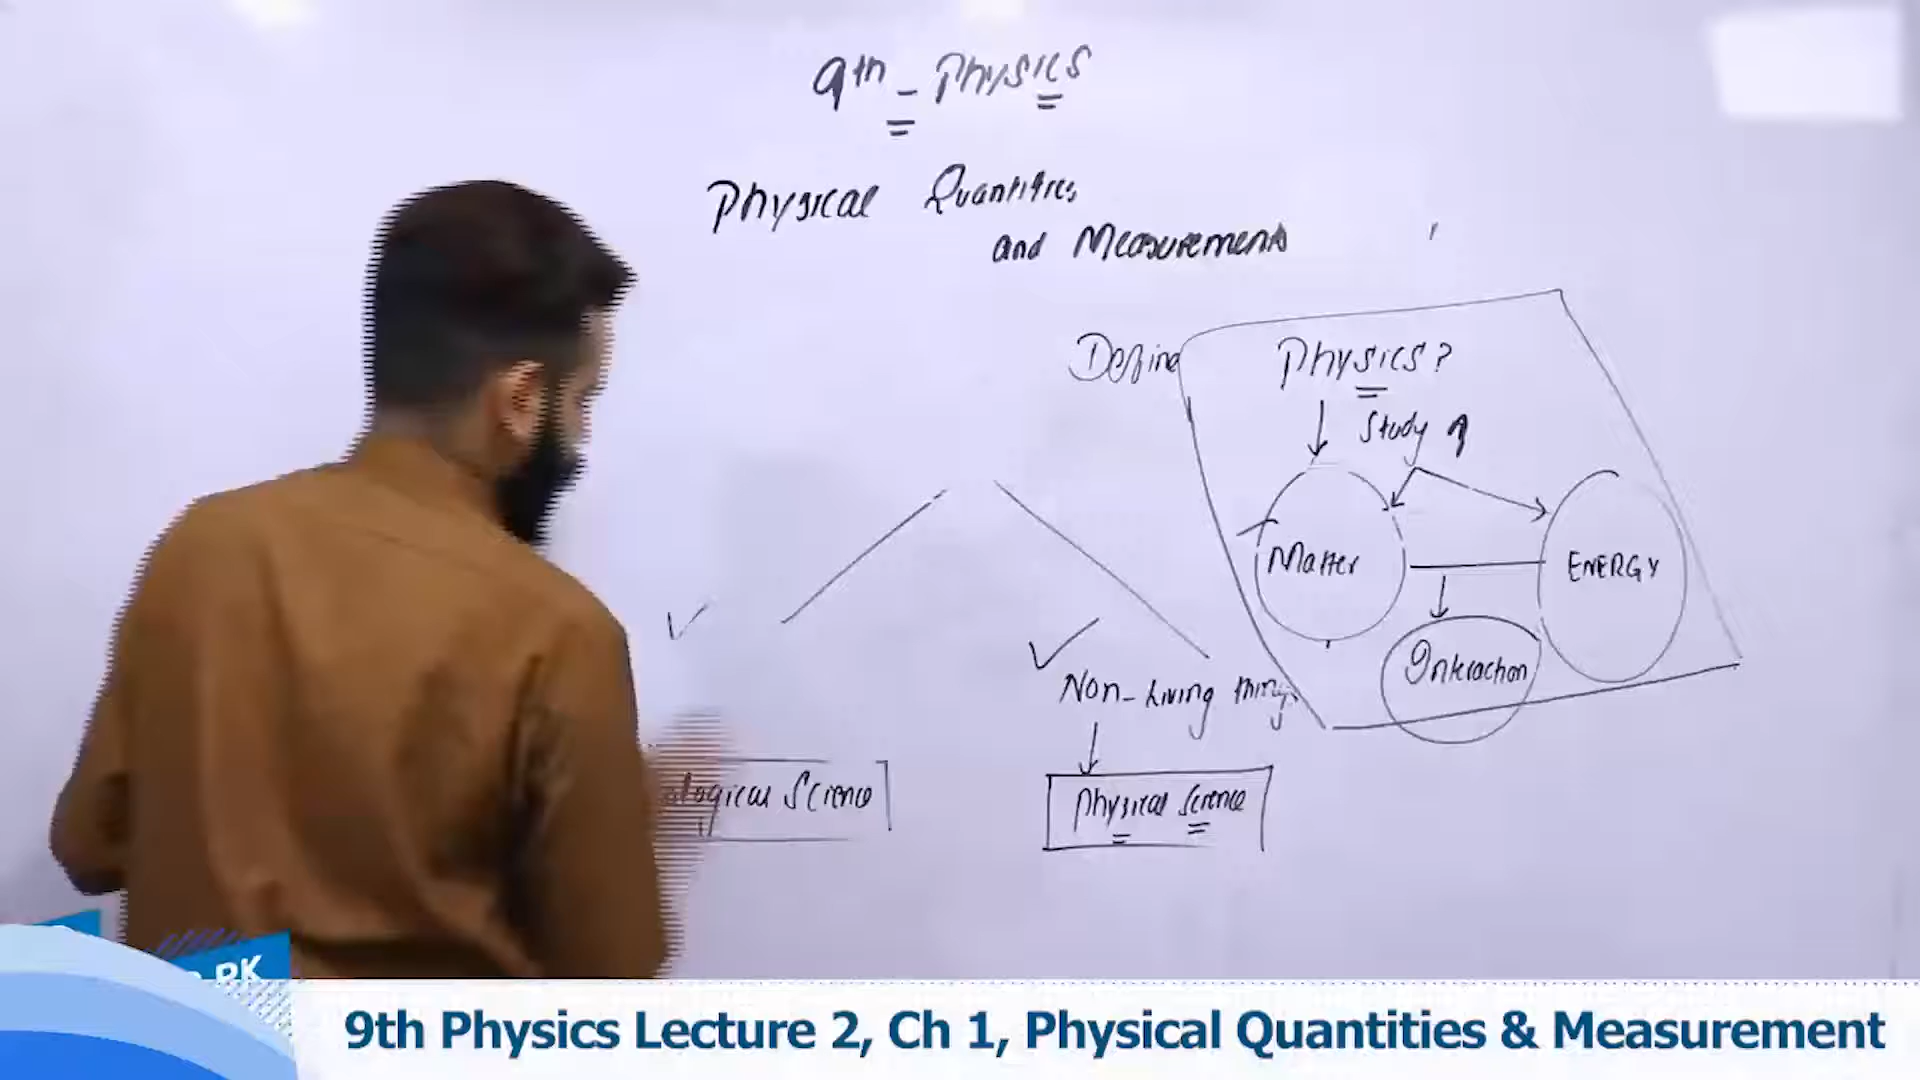 9th - Physics
Physical Quantities
and Measurements
Define Physics?
Study of
Matter
ENERGY
Interaction
Non-Living things
Science
Physical Science
PK
9th Physics Lecture 2, Ch 1, Physical Quantities & Measurement